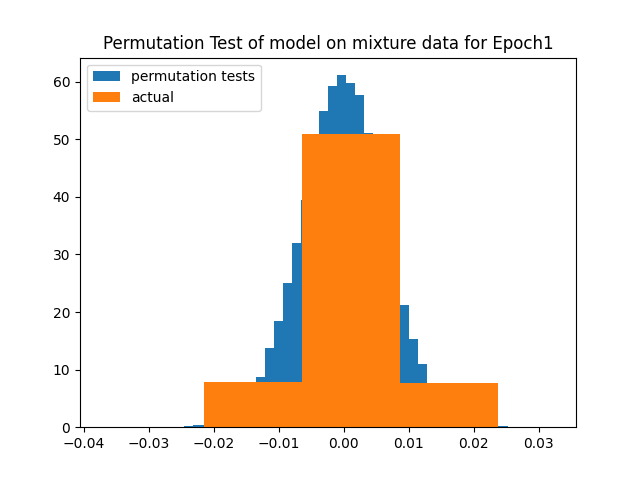 Permutation Test of model on mixture data for Epoch1
permutation tests
actual
60
50
40
30
20
10
0
−0.04 −0.03 −0.02 −0.01 0.00 0.01 0.02 0.03